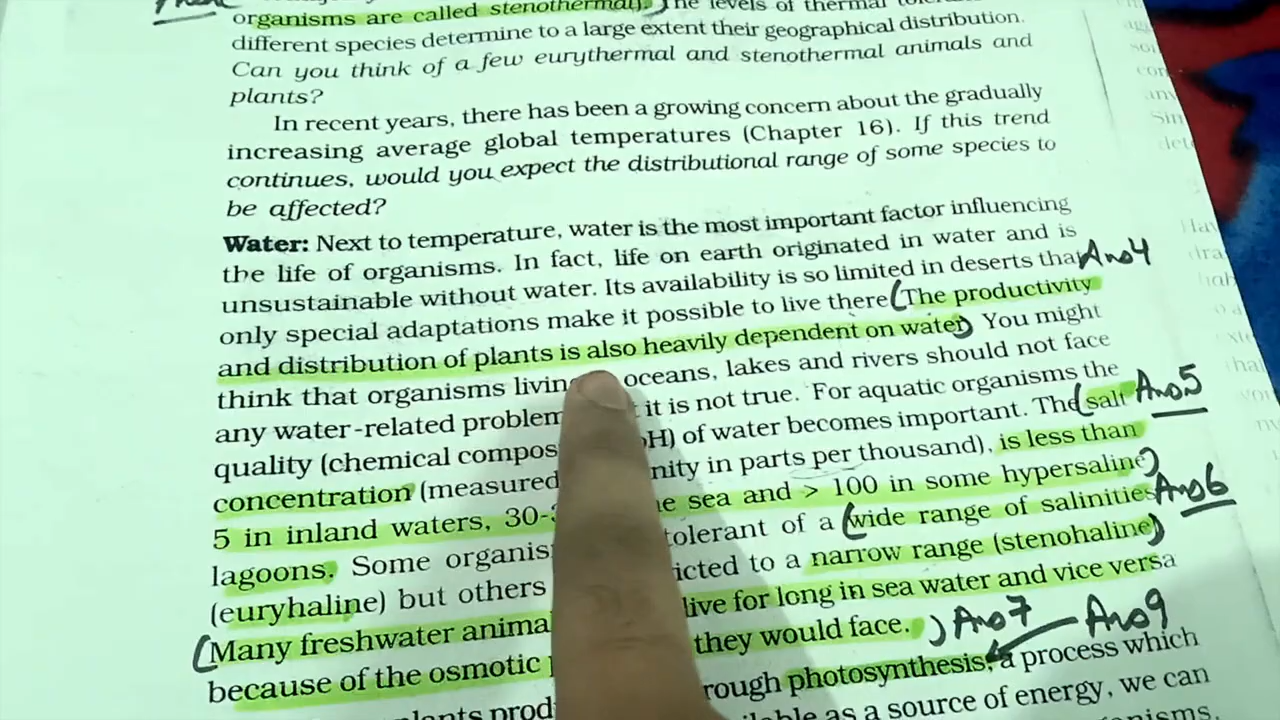 organisms are called stenothermal). The levels of thermal
different species determine to a large extent their geographical distribution.
Can you think of a few eurythermal and stenothermal animals and
plants?
In recent years, there has been a growing concern about the gradually
increasing average global temperatures (Chapter 16). If this trend
continues, would you expect the distributional range of some species to
be affected?
Water: Next to temperature, water is the most important factor influencing
the life of organisms. In fact, life on earth originated in water and is
unsustainable without water. Its availability is so limited in deserts that Ans4
only special adaptations make it possible to live there (The productivity
and distribution of plants is also heavily dependent on water) You might
think that organisms living oceans, lakes and rivers should not face
any water-related problem it is not true. For aquatic organisms the
quality (chemical compos pH) of water becomes important. The (salt Ans5
concentration (measured nity in parts per thousand), is less than
5 in inland waters, 30- e sea and > 100 in some hypersaline)
lagoons. Some organis tolerant of a (wide range of salinities Ans6
(euryhaline) but others icted to a narrow range (stenohaline)
(Many freshwater anima live for long in sea water and vice versa
because of the osmotic they would face. ) Ans7 Ans9
plants prod rough photosynthesis, a process which
ilable as a source of energy, we can